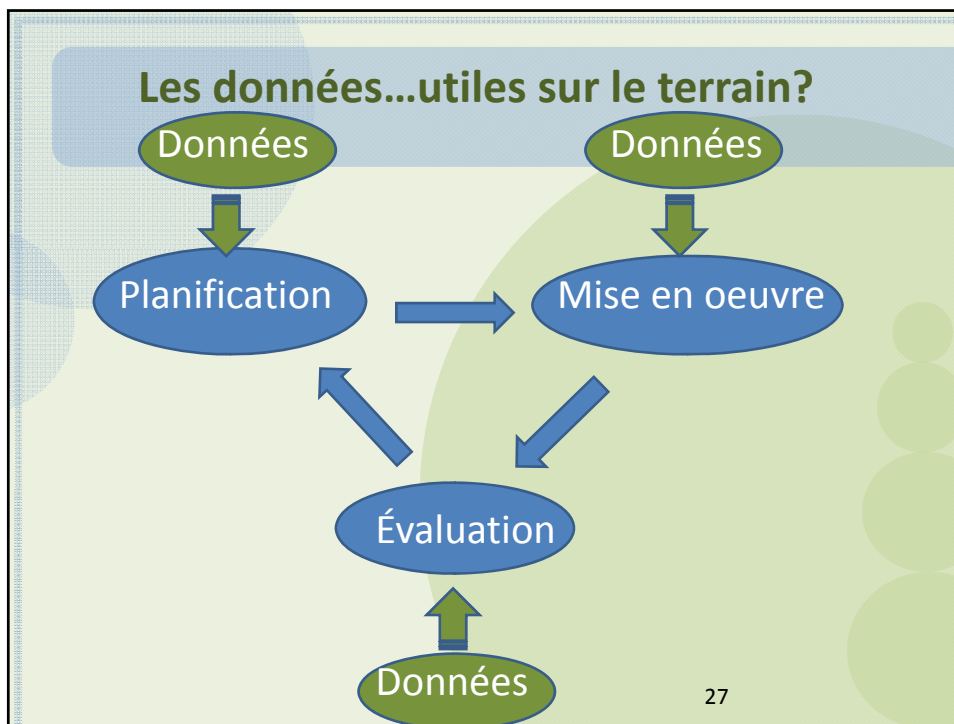 Les données...utiles sur le terrain?
Données
Données
Planification
Mise en oeuvre
Évaluation
Données
27